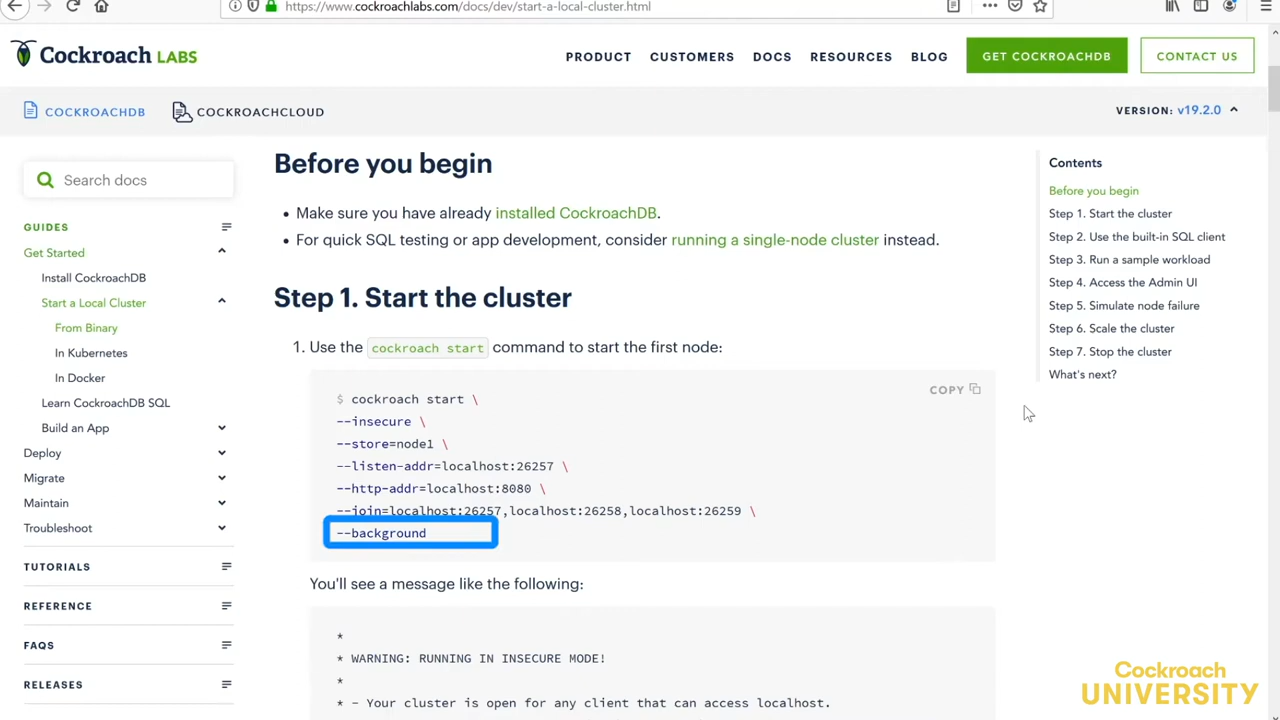 https://www.cockroachlabs.com/docs/dev/start-a-local-cluster.html
Cockroach LABS
PRODUCT CUSTOMERS DOCS RESOURCES BLOG GET COCKROACHDB CONTACT US
COCKROACHDB COCKROACHCLOUD
VERSION: v19.2.0
Search docs
GUIDES
Get Started
Install CockroachDB
Start a Local Cluster
From Binary
In Kubernetes
In Docker
Learn CockroachDB SQL
Build an App
Deploy
Migrate
Maintain
Troubleshoot
TUTORIALS
REFERENCE
FAQS
RELEASES
Before you begin
• Make sure you have already installed CockroachDB.
• For quick SQL testing or app development, consider running a single-node cluster instead.
Step 1. Start the cluster
1. Use the cockroach start command to start the first node:
COPY
$ cockroach start \
--insecure \
--store=node1 \
--listen-addr=localhost:26257 \
--http-addr=localhost:8080 \
--join=localhost:26257,localhost:26258,localhost:26259 \
--background
You'll see a message like the following:
*
* WARNING: RUNNING IN INSECURE MODE!
*
* - Your cluster is open for any client that can access localhost.
Contents
Before you begin
Step 1. Start the cluster
Step 2. Use the built-in SQL client
Step 3. Run a sample workload
Step 4. Access the Admin UI
Step 5. Simulate node failure
Step 6. Scale the cluster
Step 7. Stop the cluster
What's next?
Cockroach
UNIVERSITY